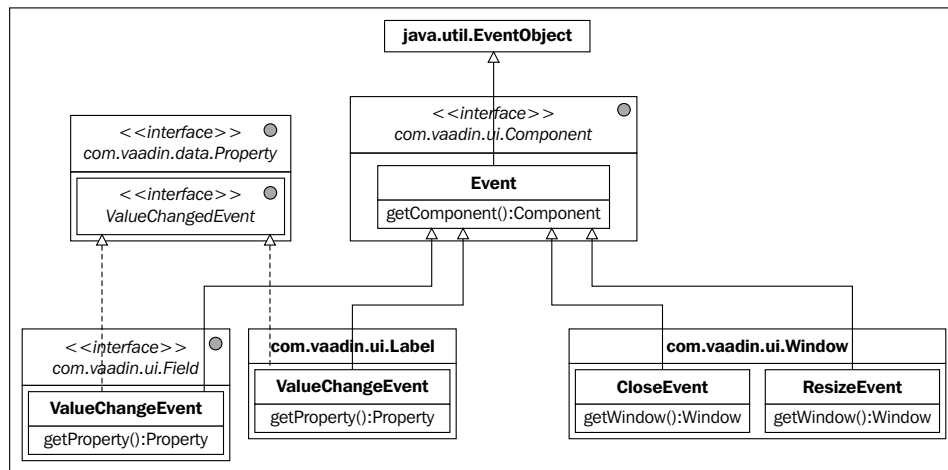 java.util.EventObject
<<interface>>
com.vaadin.ui.Component
<<interface>>
com.vaadin.data.Property
Event
getComponent():Component
<<interface>>
ValueChangedEvent
<<interface>>
com.vaadin.ui.Field
com.vaadin.ui.Label
com.vaadin.ui.Window
ValueChangeEvent
getProperty():Property
ValueChangeEvent
getProperty():Property
CloseEvent
getWindow():Window
ResizeEvent
getWindow():Window